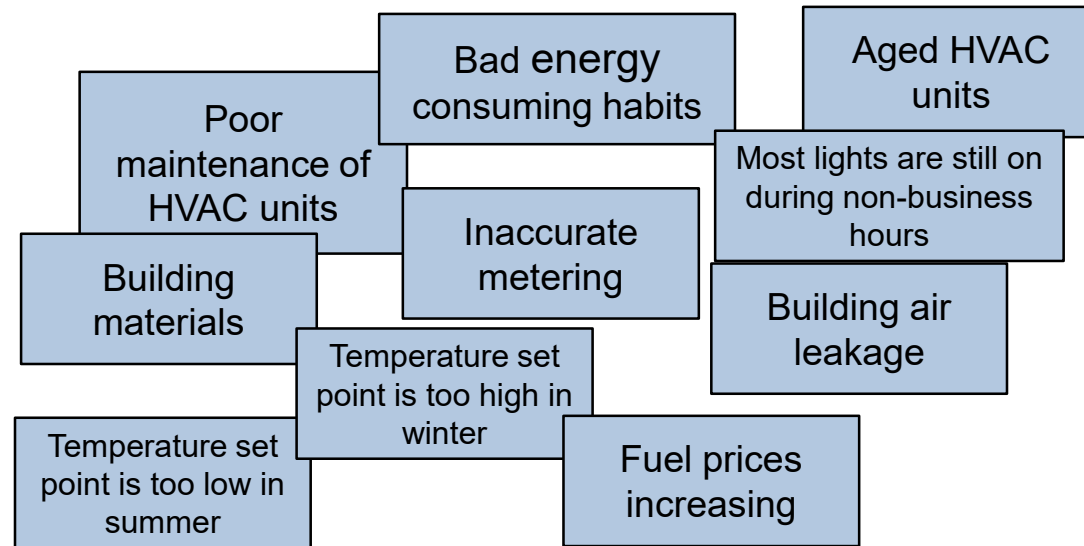 Bad energy
consuming habits
Aged HVAC
units
Poor
maintenance of
HVAC units
Most lights are still on
during non-business
hours
Inaccurate
metering
Building
materials
Building air
leakage
Temperature set
point is too high in
winter
Temperature set
point is too low in
summer
Fuel prices
increasing